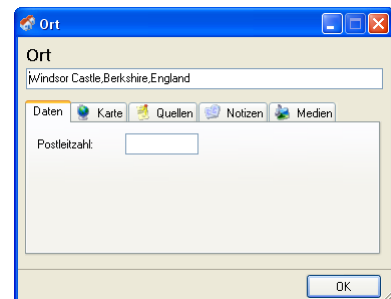 Ort
Ort
Windsor Castle,Berkshire,England
Daten Karte Quellen Notizen Medien
Postleitzahl:
OK